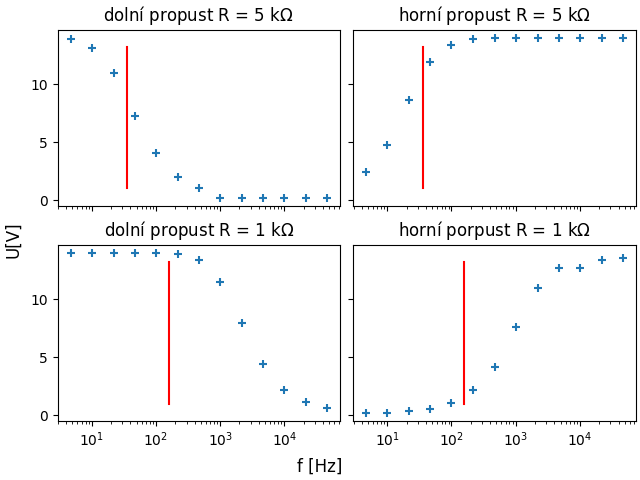 dolní propust R = 5 kΩ
horní propust R = 5 kΩ
10
5
0
U[V]
dolní propust R = 1 kΩ
horní porpust R = 1 kΩ
10
5
0
10¹ 10² 10³ 10⁴
10¹ 10² 10³ 10⁴
f [Hz]